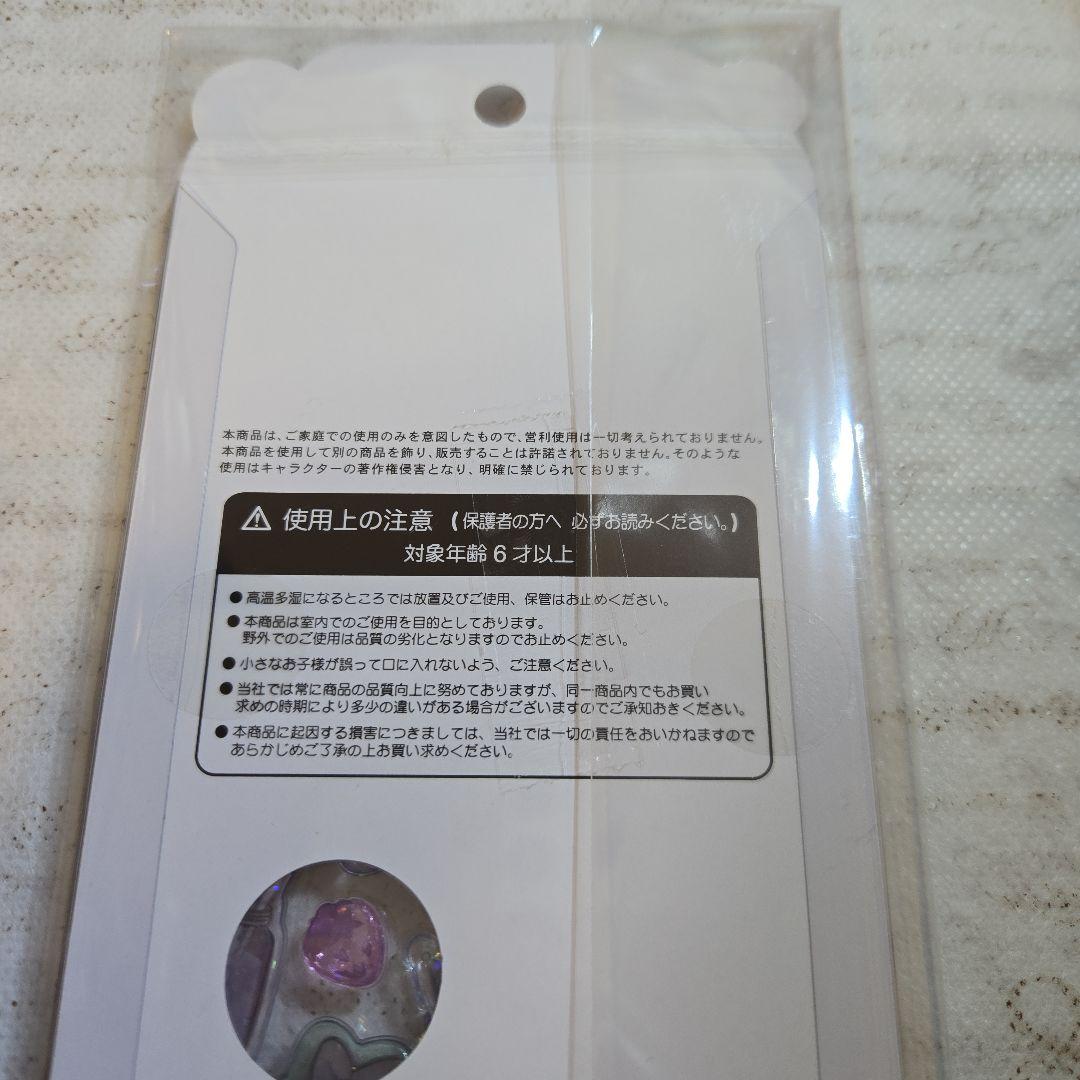 本商品は、ご家庭での使用のみを意図したもので、営利使用は一切考えられておりません。
本商品を使用して別の商品を飾り、販売することは許諾されておりません。そのような
使用はキャラクターの著作権侵害となり、明確に禁じられております。
使用上の注意 (保護者の方へ 必ずお読みください。)
対象年齢6才以上
●高温多湿になるところでは放置及びご使用、保管はお止めください。
●本商品は室内でのご使用を目的としております。
野外でのご使用は品質の劣化となりますのでお止めください。
●小さなお子様が誤って口に入れないよう、ご注意ください。
●当社では常に商品の品質向上に努めておりますが、同一商品内でもお買い
求めの時期により多少の違いがある場合がございますのでご承知おきください。
●本商品に起因する損害につきましては、当社では一切の責任をおいかねますので
あらかじめご了承の上お買い求めください。